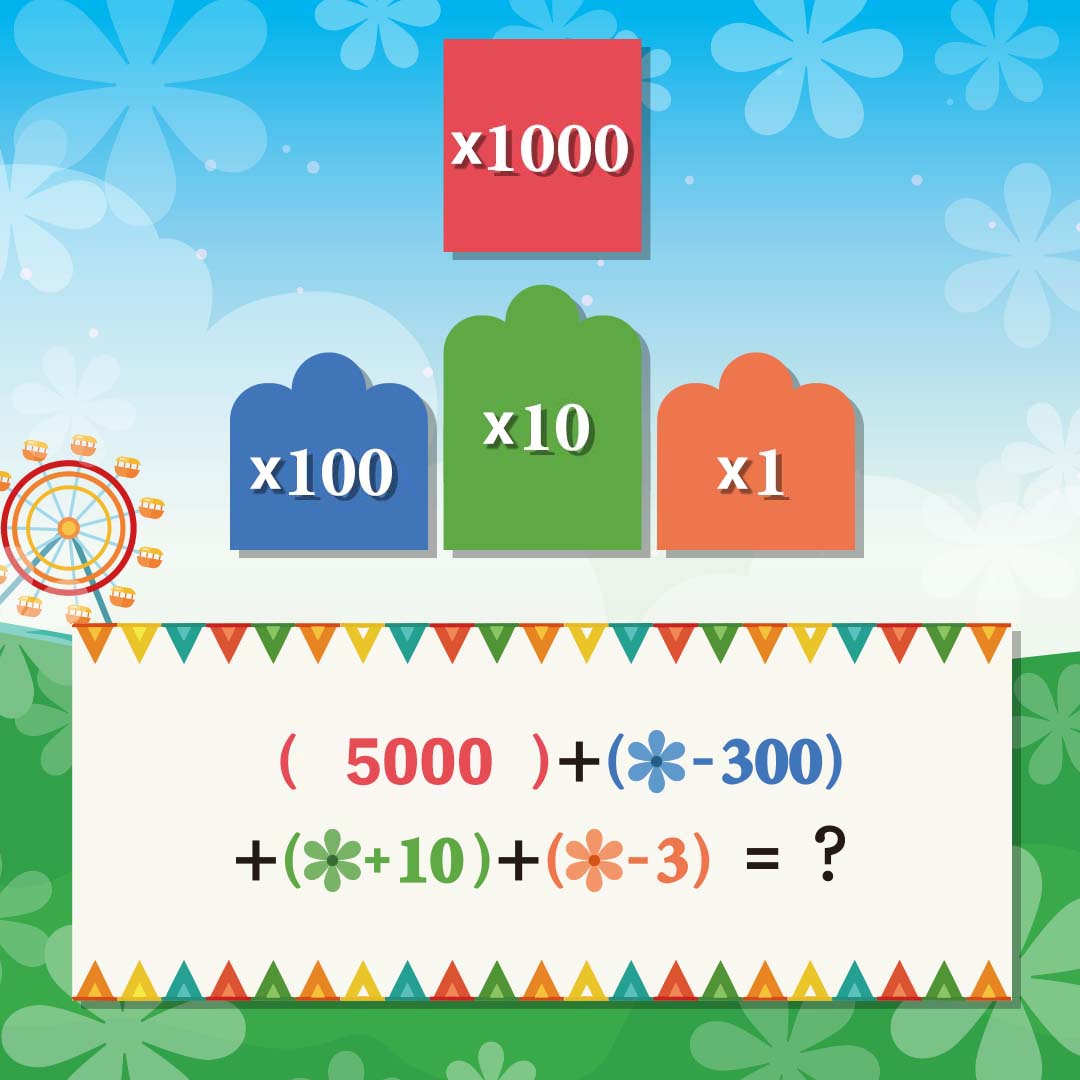 x1000
x10
x100
x1
( 5000 )+( -300)
+( +10)+( -3) = ?